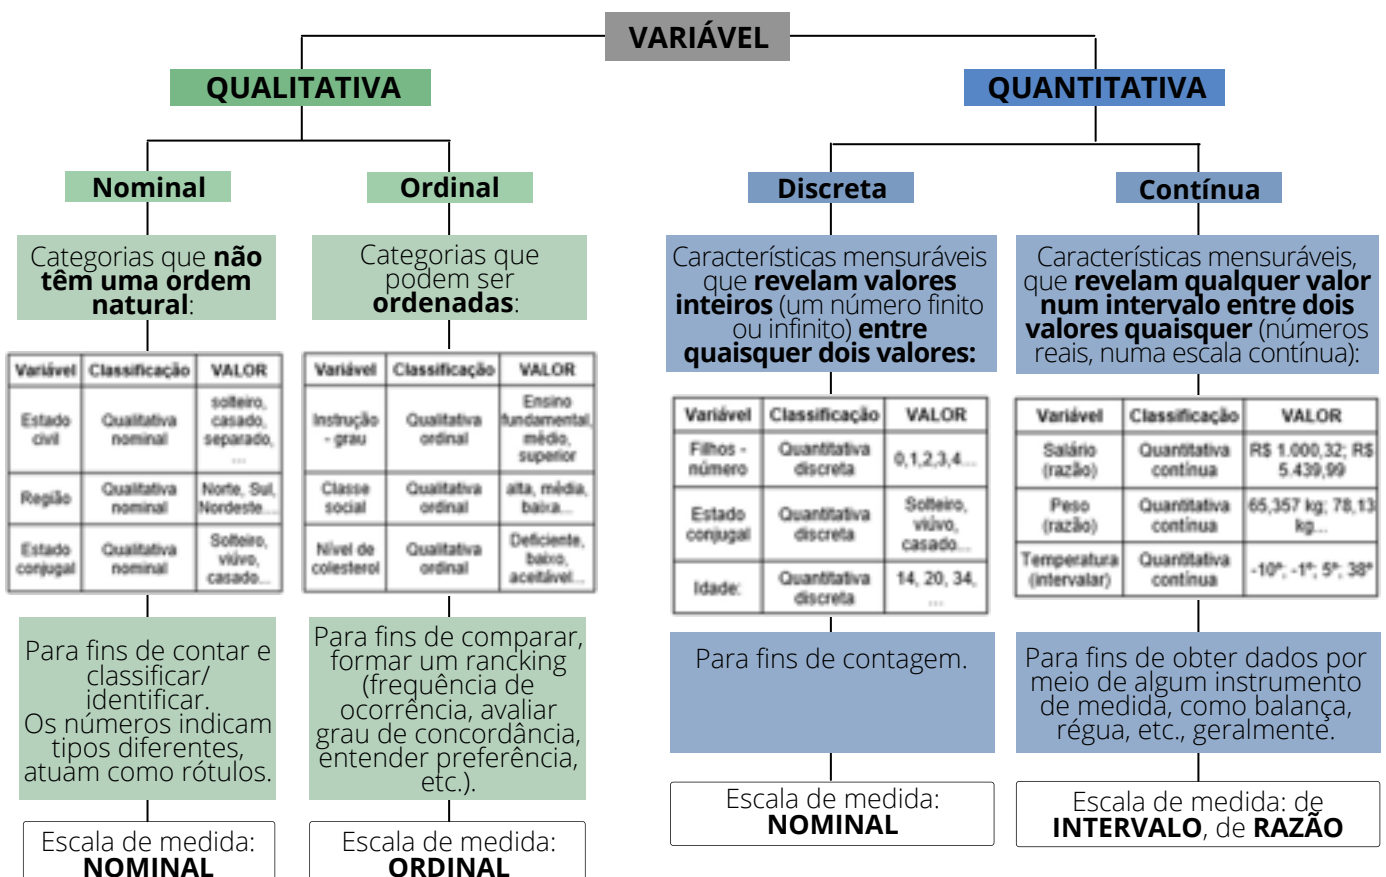 VARIÁVEL
QUALITATIVA
QUANTITATIVA
Nominal
Ordinal
Discreta
Contínua
Categorias que não
têm uma ordem
natural:
Categorias que
podem ser
ordenadas:
Características mensuráveis
que revelam valores
inteiros (um número finito
ou infinito) entre
quaisquer dois valores:
Características mensuráveis,
que revelam qualquer valor
num intervalo entre dois
valores quaisquer (números
reais, numa escala contínua):
Variável Classificação VALOR
Estado civil Qualitativa nominal solteiro, casado, separado, ...
Região Qualitativa nominal Norte, Sul, Nordeste...
Estado conjugal Qualitativa nominal Solteiro, viúvo, casado...
Variável Classificação VALOR
Instrução - grau Qualitativa ordinal Ensino fundamental, médio, superior
Classe social Qualitativa ordinal alta, média, baixa...
Nível de colesterol Qualitativa ordinal Deficiente, baixo, aceitável...
Variável Classificação VALOR
Filhos - número Quantitativa discreta 0,1,2,3,4...
Estado conjugal Quantitativa discreta Solteiro, viúvo, casado...
Idade: Quantitativa discreta 14, 20, 34, ...
Variável Classificação VALOR
Salário (razão) Quantitativa contínua R$ 1.000,32; R$ 5.439,99
Peso (razão) Quantitativa contínua 65,357 kg; 78,13 kg...
Temperatura (intervalar) Quantitativa contínua -10º; -1º; 5º; 38º
Para fins de contar e
classificar/
identificar.
Os números indicam
tipos diferentes,
atuam como rótulos.
Para fins de comparar,
formar um rancking
(frequência de
ocorrência, avaliar
grau de concordância,
entender preferência,
etc.).
Para fins de contagem.
Para fins de obter dados por
meio de algum instrumento
de medida, como balança,
régua, etc., geralmente.
Escala de medida:
NOMINAL
Escala de medida:
ORDINAL
Escala de medida:
NOMINAL
Escala de medida: de
INTERVALO, de RAZÃO